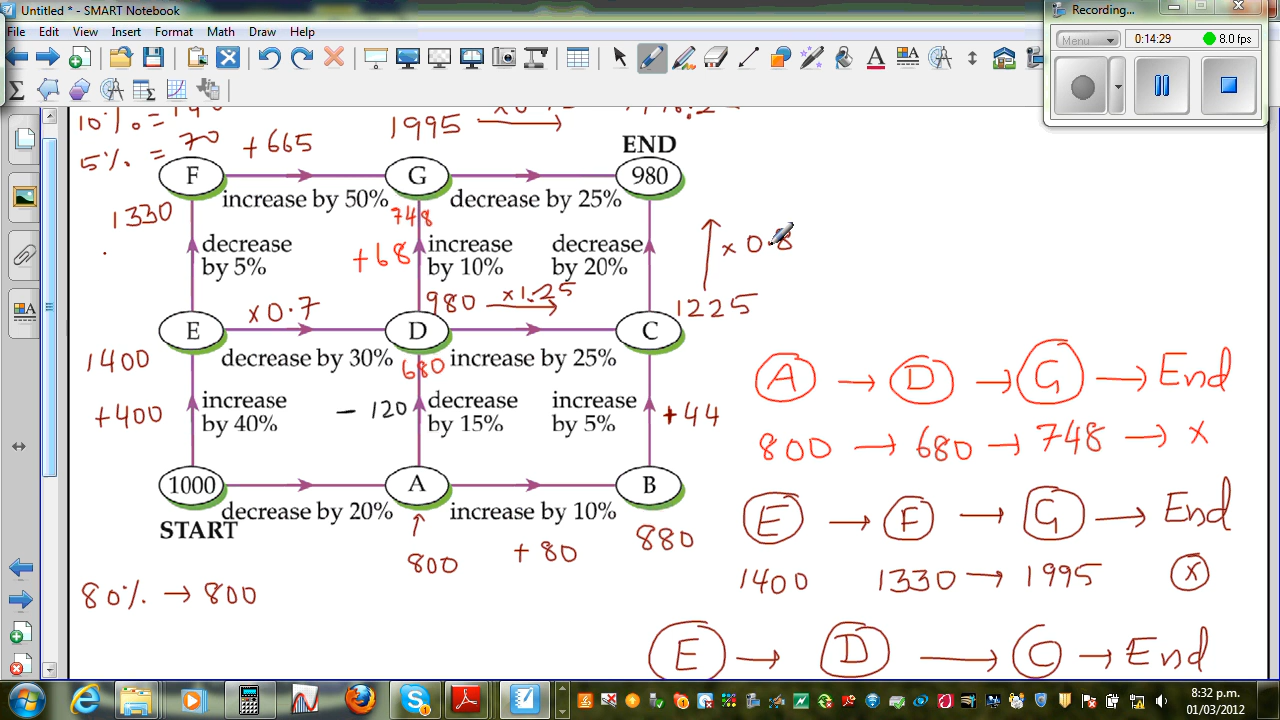 Untitled * - SMART Notebook
File Edit View Insert Format Math Draw Help
Recording...
Menu 0:14:29 8.0 fps
5% = 70
+ 665
1995
END
F
G
980
increase by 50%
decrease by 25%
1330
748
decrease
by 5%
+68
increase
by 10%
decrease
by 20%
× 0.8
×0.7
980
×1.25
1225
E
D
C
decrease by 30%
increase by 25%
1400
680
+400
increase
by 40%
- 120
decrease
by 15%
increase
by 5%
+44
1000
A
B
START
decrease by 20%
increase by 10%
800
+ 80
880
80% → 800
A → D → G → End
800 → 680 → 748 → x
E → F → G → End
1400 1330 → 1995 x
E → D → C → End
8:32 p.m.
01/03/2012